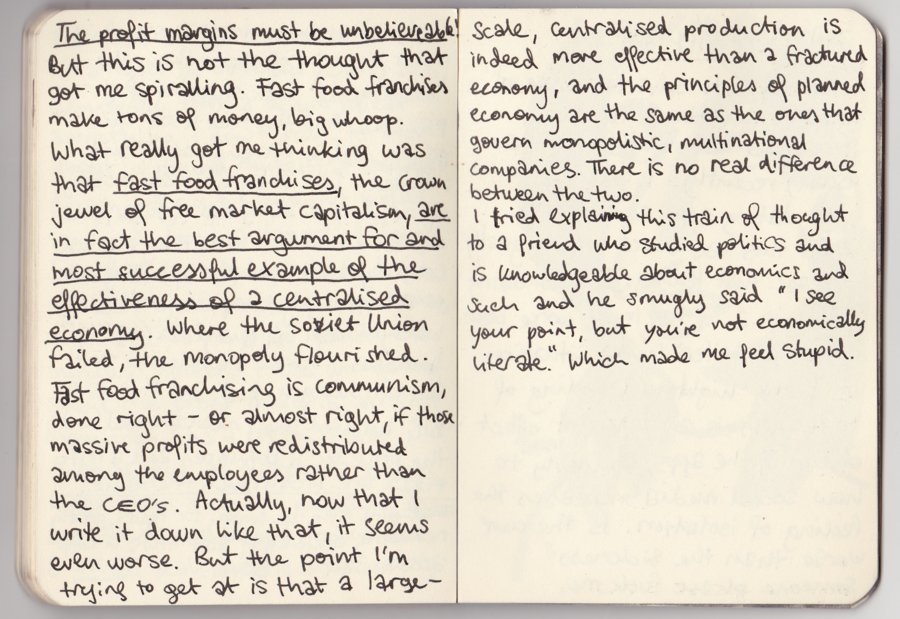 The profit margins must be unbelieveable!
But this is not the thought that
got me spiralling. Fast food franchises
make tons of money, big whoop.
What really got me thinking was
that fast food franchises, the crown
jewel of free market capitalism, are
in fact the best argument for and
most successful example of the
effectiveness of a centralised
economy. Where the Soviet Union
failed, the monopoly flourished.
Fast food franchising is communism,
done right – or almost right, if those
massive profits were redistributed
among the employees rather than
the CEO's. Actually, now that I
write it down like that, it seems
even worse. But the point I'm
trying to get at is that a large-
scale, centralised production is
indeed more effective than a fractured
economy, and the principles of planned
economy are the same as the ones that
govern monopolistic, multinational
companies. There is no real difference
between the two.
I tried explaining this train of thought
to a friend who studied politics and
is knowledgeable about economics and
such and he smugly said "I see
your point, but you're not economically
literate." Which made me feel stupid.